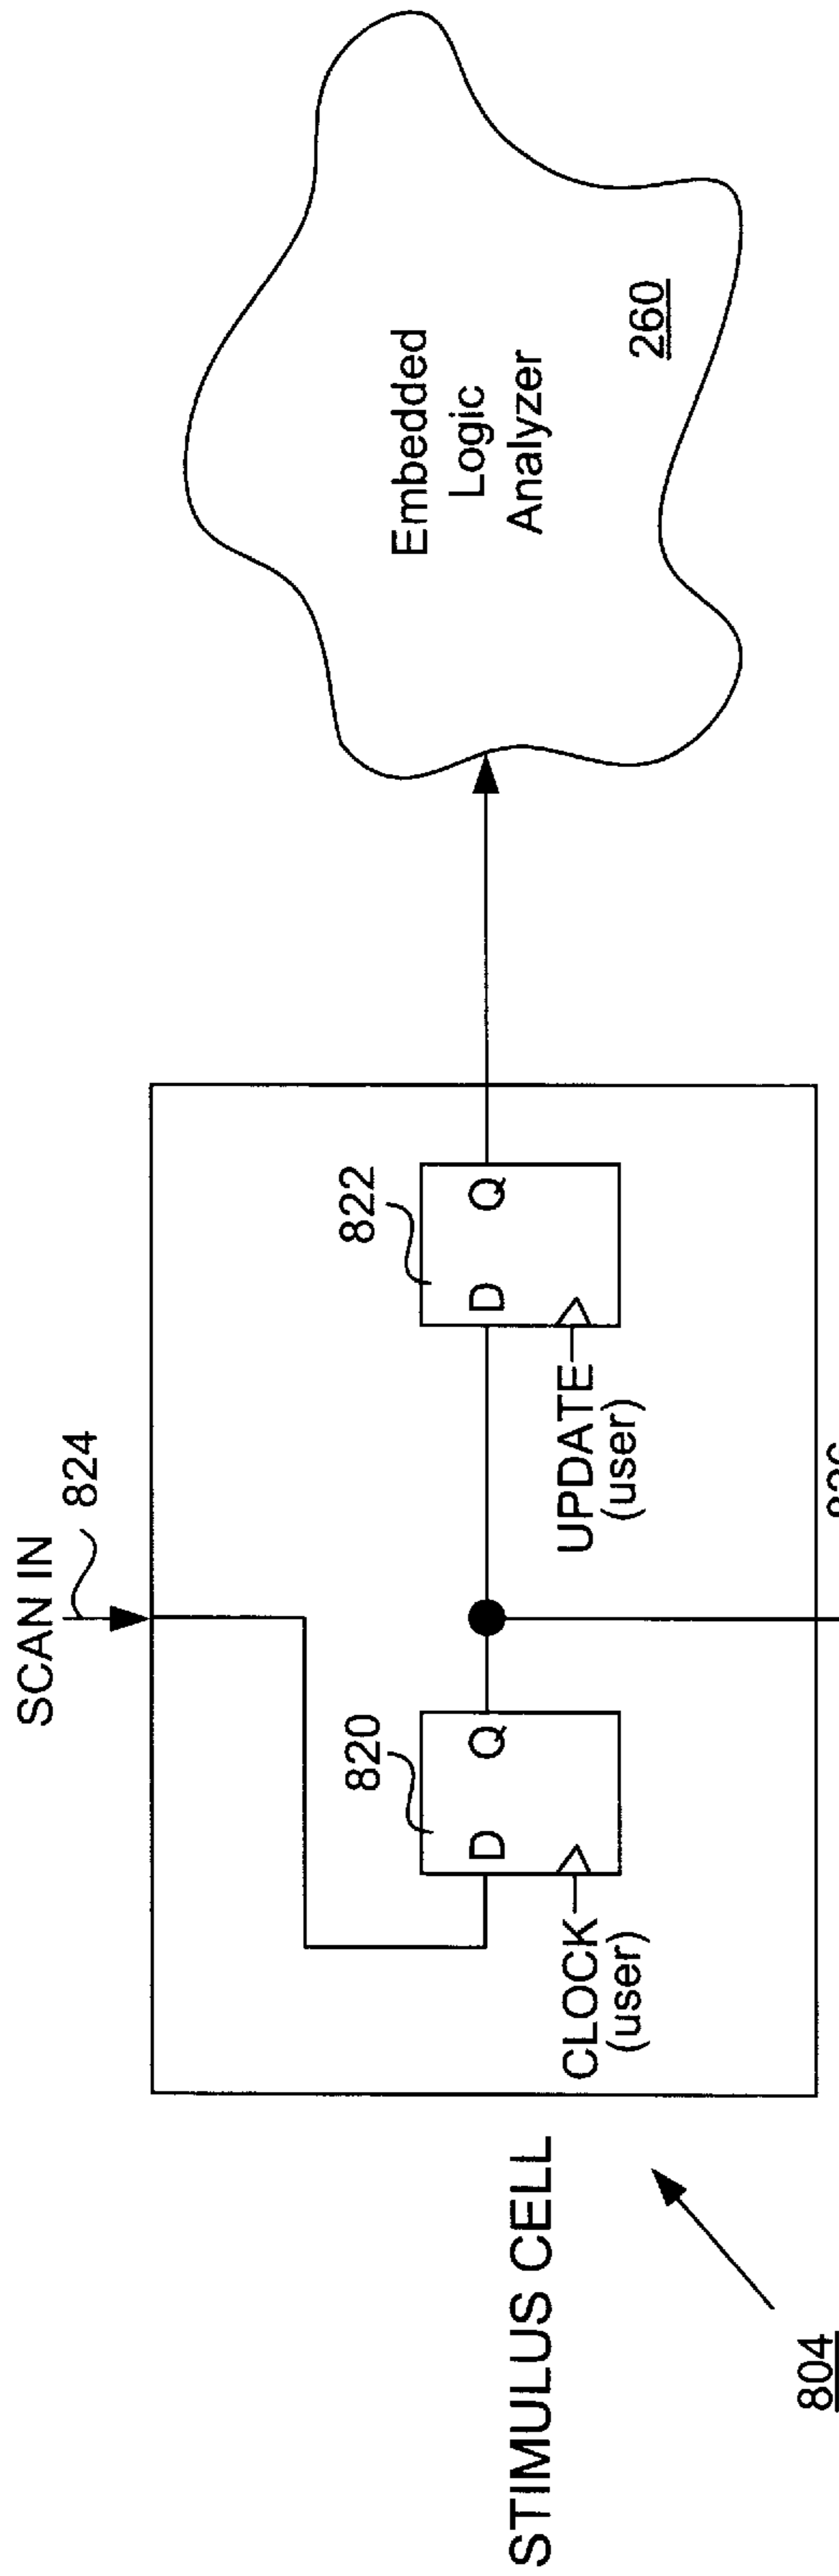 SCAN IN
824
820
D
Q
CLOCK
(user)
822
D
Q
UPDATE
(user)
Embedded
Logic
Analyzer
260
STIMULUS CELL
804